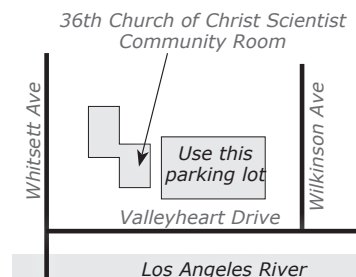 36th Church of Christ Scientist
Community Room
Whitsett Ave
Wilkinson Ave
Use this
parking lot
Valleyheart Drive
Los Angeles River